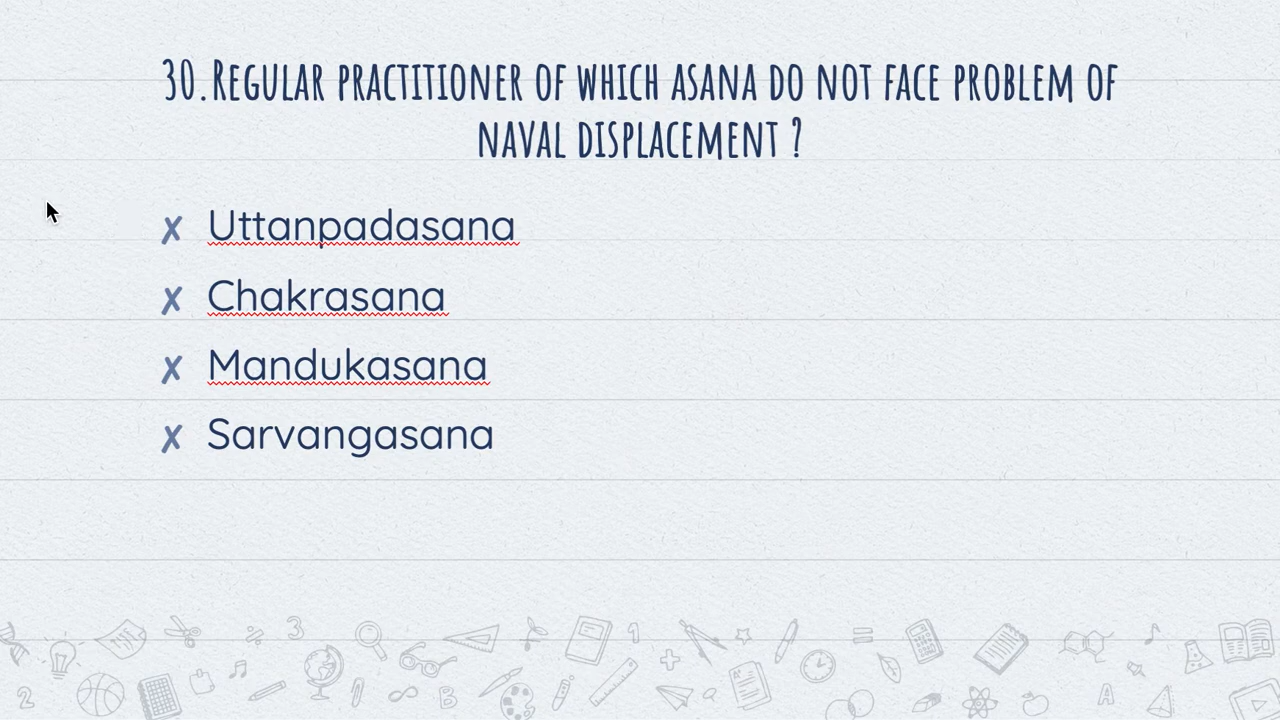 30.Regular practitioner of which asana do not face problem of
naval displacement ?
✗ Uttanpadasana
✗ Chakrasana
✗ Mandukasana
✗ Sarvangasana